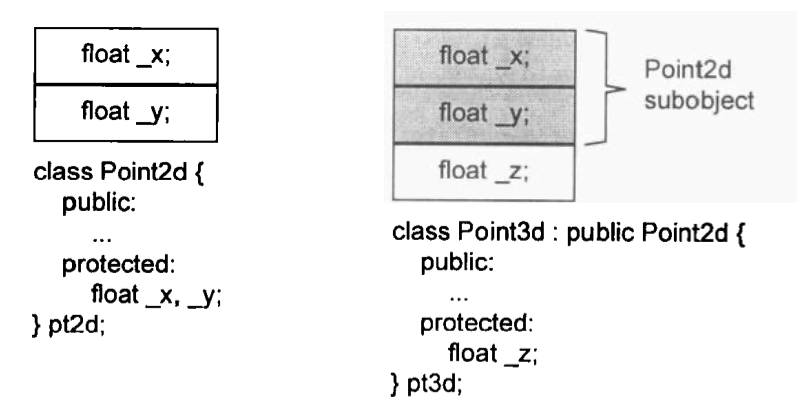 float _x;
float _y;
class Point2d {
public:
...
protected:
float _x, _y;
} pt2d;
float _x;
float _y;
float _z;
Point2d
subobject
class Point3d : public Point2d {
public:
...
protected:
float _z;
} pt3d;